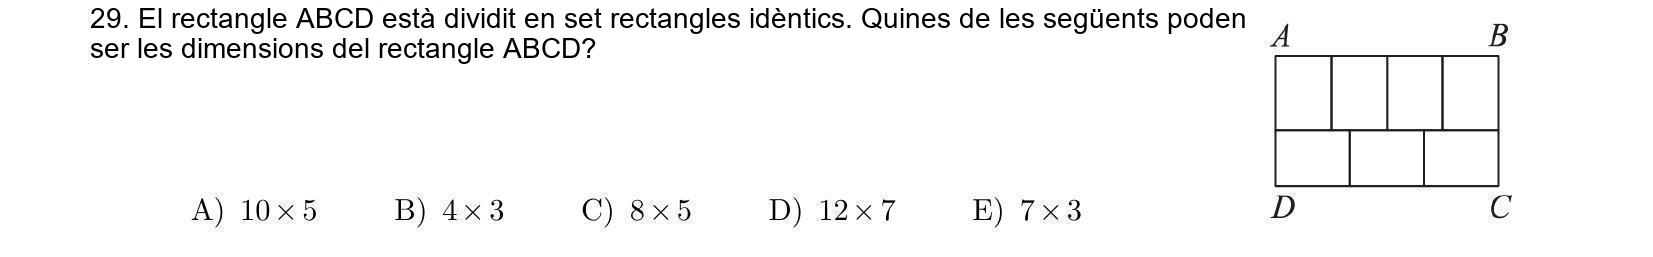 29. El rectangle ABCD està dividit en set rectangles idèntics. Quines de les següents poden
ser les dimensions del rectangle ABCD?
A B
D C
A) 10 × 5 B) 4 × 3 C) 8 × 5 D) 12 × 7 E) 7 × 3